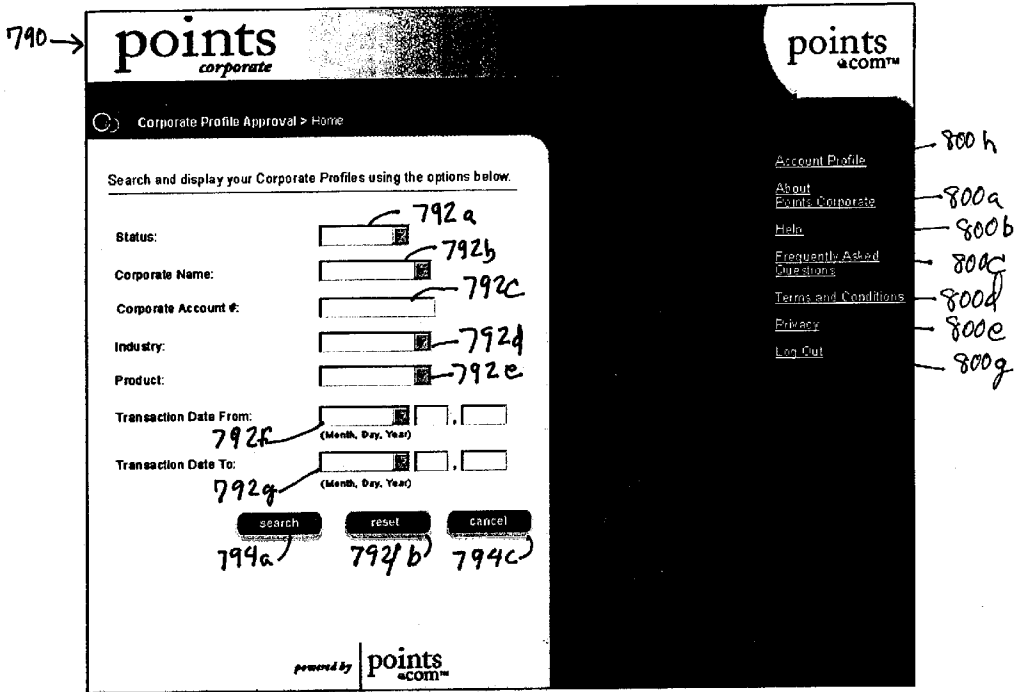 790
points
corporate
points
.com™
Corporate Profile Approval > Home
Search and display your Corporate Profiles using the options below.
Status:
792a
Corporate Name:
792b
Corporate Account #:
792c
Industry:
792d
Product:
792e
Transaction Date From:
,
792f
(Month, Day, Year)
Transaction Date To:
,
792g
(Month, Day, Year)
search
reset
cancel
794a
794b
794c
powered by
points
.com™
Account Profile
800h
About
Points Corporate
800a
Help
800b
Frequently Asked
Questions
800c
Terms and Conditions
800d
Privacy
800e
Log Out
800g